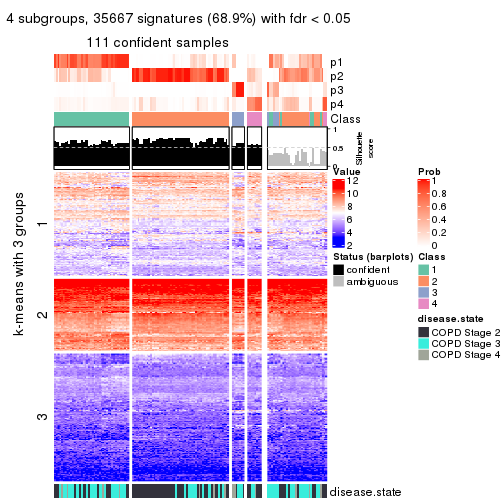 4 subgroups, 35667 signatures (68.9%) with fdr < 0.05
111 confident samples
p1
p2
p3
p4
Class
1
0.5
0
Silhouette
score
k-means with 3 groups
1
2
3
disease.state
Value
12
10
8
6
4
2
Prob
1
0.8
0.6
0.4
0.2
0
Status (barplots)
confident
ambiguous
Class
1
2
3
4
disease.state
COPD Stage 2
COPD Stage 3
COPD Stage 4